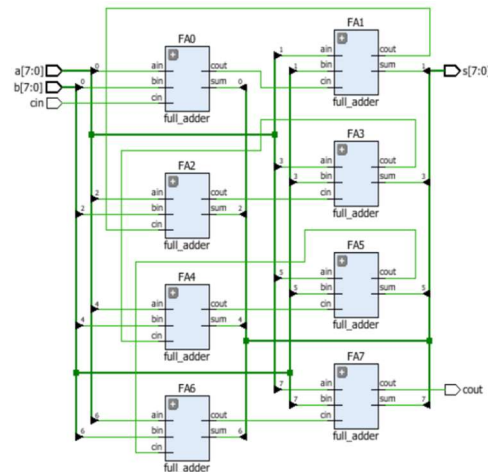 FA0
FA1
a[7:0]
b[7:0]
cin
0
0
ain
bin
cin
cout
sum
0
full_adder
1
1
ain
bin
cin
cout
sum
1
full_adder
s[7:0]
FA2
2
2
ain
bin
cin
cout
sum
2
full_adder
FA3
3
3
ain
bin
cin
cout
sum
3
full_adder
FA4
4
4
ain
bin
cin
cout
sum
4
full_adder
FA5
5
5
ain
bin
cin
cout
sum
5
full_adder
FA6
6
6
ain
bin
cin
cout
sum
6
full_adder
FA7
7
7
ain
bin
cin
cout
sum
7
full_adder
cout